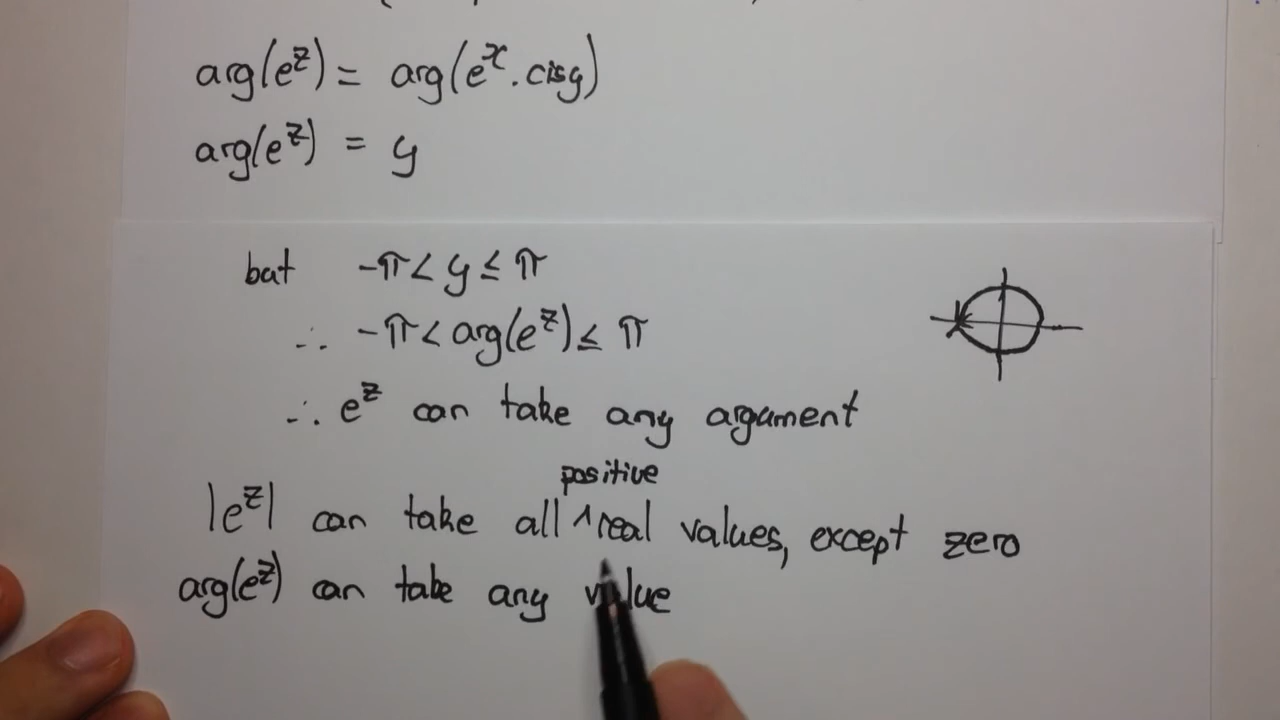 arg(e^z) = arg(e^x . cisy)
arg(e^z) = y
but -π < y ≤ π
∴ -π < arg(e^z) ≤ π
∴ e^z can take any argument
positive
|e^z| can take all ^ real values, except zero
arg(e^z) can take any value